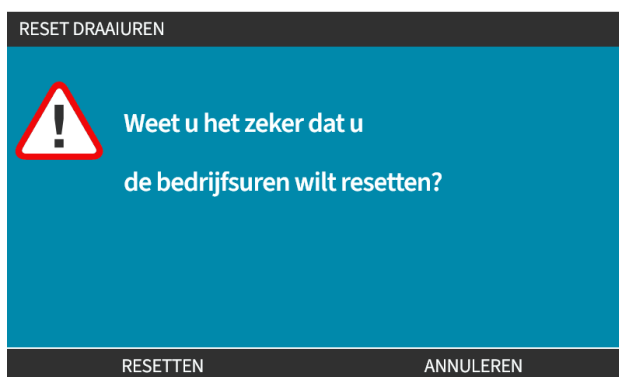 RESET DRAAIUREN
Weet u het zeker dat u
de bedrijfsuren wilt resetten?
RESETTEN ANNULEREN